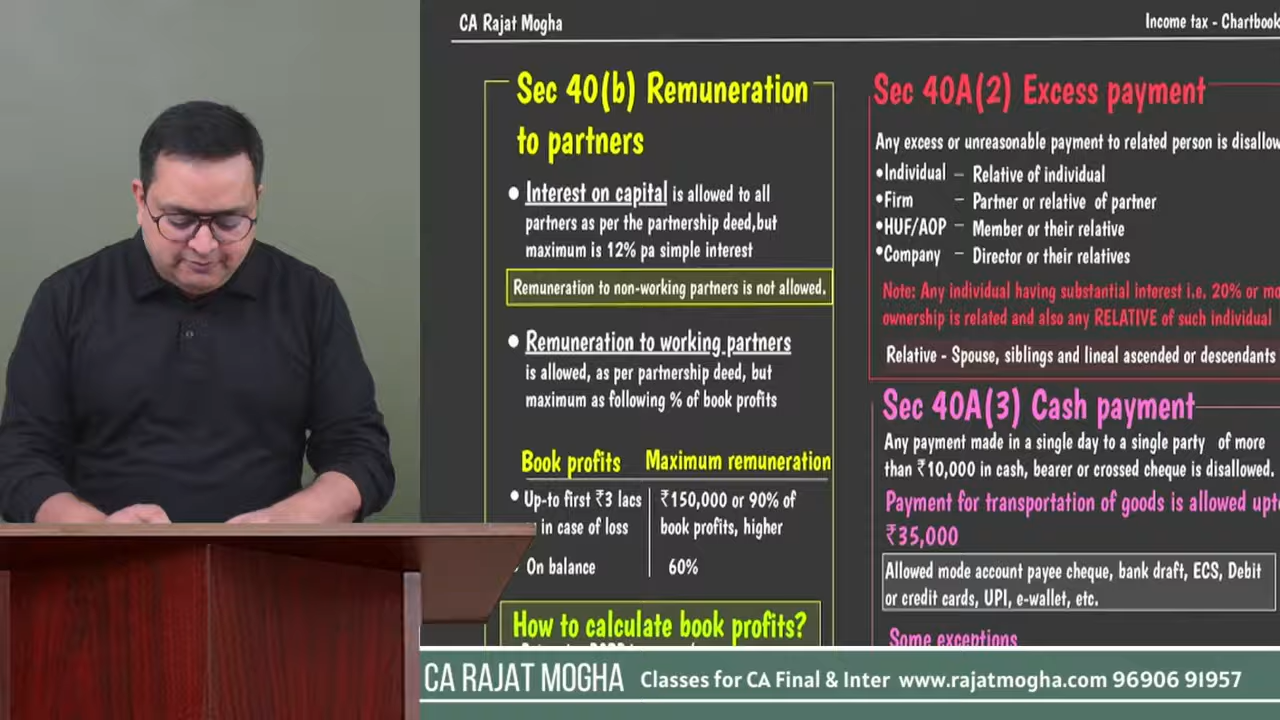 CA Rajat Mogha
Income tax - Chartbook
Sec 40(b) Remuneration
to partners
• Interest on capital is allowed to all
partners as per the partnership deed,but
maximum is 12% pa simple interest
Remuneration to non-working partners is not allowed.
• Remuneration to working partners
is allowed, as per partnership deed, but
maximum as following % of book profits
Book profits Maximum remuneration
• Up-to first ₹3 lacs ₹150,000 or 90% of
in case of loss book profits, higher
On balance 60%
How to calculate book profits?
Sec 40A(2) Excess payment
Any excess or unreasonable payment to related person is disallow
•Individual – Relative of individual
•Firm – Partner or relative of partner
•HUF/AOP – Member or their relative
•Company – Director or their relatives
Note: Any individual having substantial interest i.e. 20% or mo
ownership is related and also any RELATIVE of such individual
Relative - Spouse, siblings and lineal ascended or descendants
Sec 40A(3) Cash payment
Any payment made in a single day to a single party of more
than ₹10,000 in cash, bearer or crossed cheque is disallowed.
Payment for transportation of goods is allowed upt
₹35,000
Allowed mode account payee cheque, bank draft, ECS, Debit
or credit cards, UPI, e-wallet, etc.
Some exceptions
CA RAJAT MOGHA Classes for CA Final & Inter www.rajatmogha.com 96906 91957